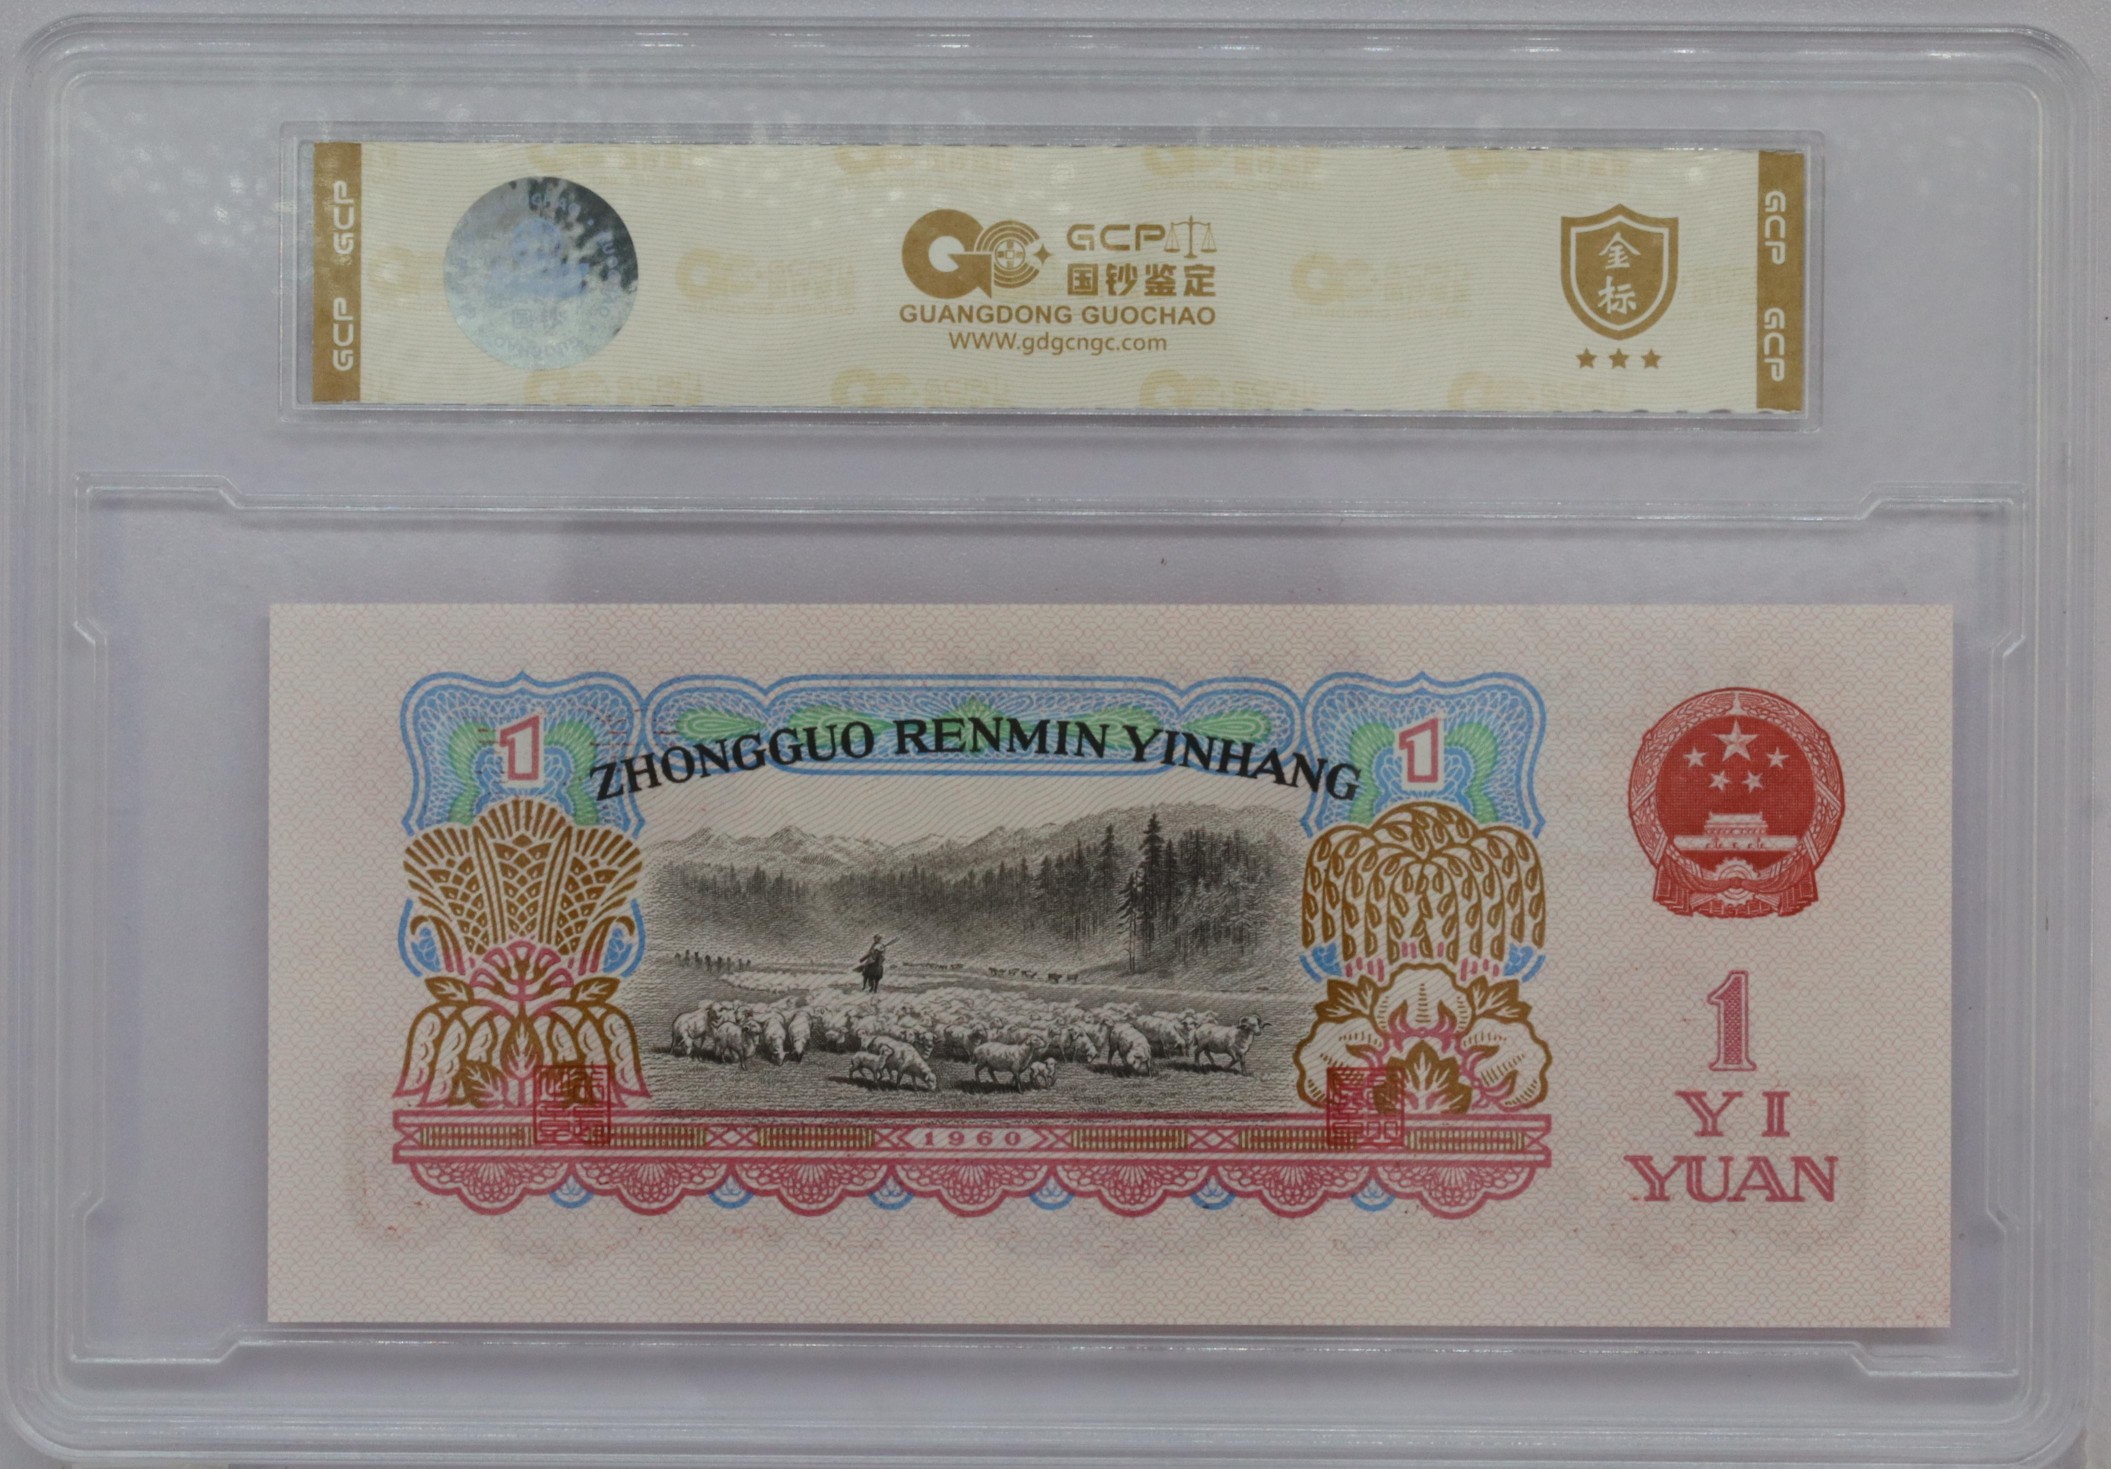 GCP GCP
GCP
国钞鉴定
GUANGDONG GUOCHAO
WWW.gdgcngc.com
金
标
GCP GCP
1
ZHONGGUO RENMIN YINHANG
1
1960
1
YI
YUAN